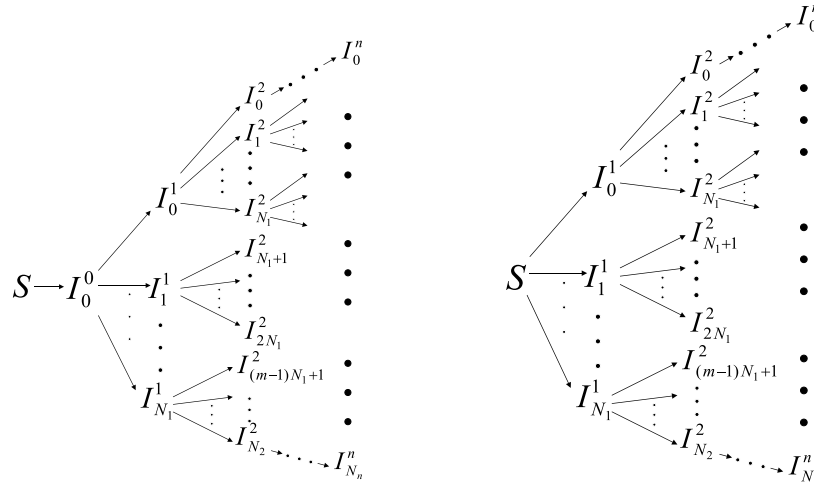 I_0^n
I_0^2
I_1^2
I_0^1
I_{N_1}^2
I_{N_1+1}^2
S I_0^0 I_1^1
I_{2N_1}^2
I_{(m-1)N_1+1}^2
I_{N_1}^1
I_{N_2}^2
I_{N_n}^n
I_0^n
I_0^2
I_1^2
I_0^1
I_{N_1}^2
I_{N_1+1}^2
S I_1^1
I_{2N_1}^2
I_{(m-1)N_1+1}^2
I_{N_1}^1
I_{N_2}^2